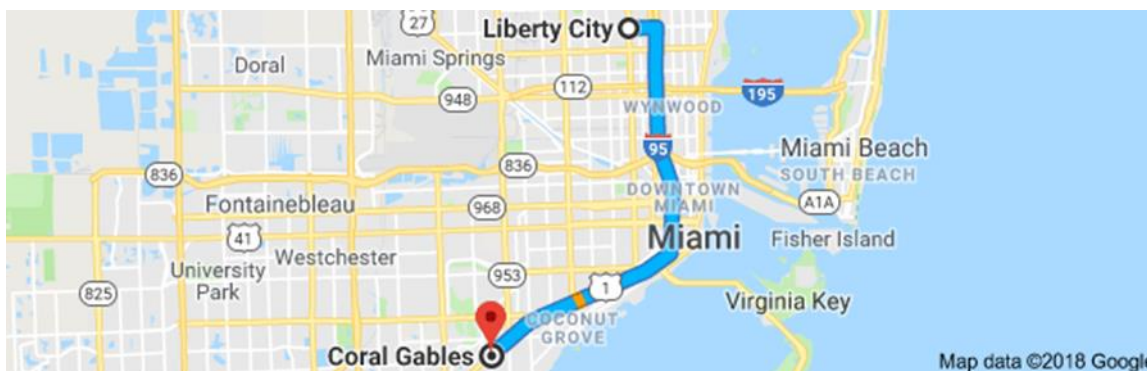 Liberty City
27
Miami Springs
Doral
948
112
195
WYNWOOD
95
Miami Beach
SOUTH BEACH
836
836
DOWNTOWN
MIAMI
A1A
Fontainebleau
968
41
Miami
Fisher Island
Westchester
University
Park
953
825
1
Virginia Key
COCONUT
GROVE
Coral Gables
Map data ©2018 Google